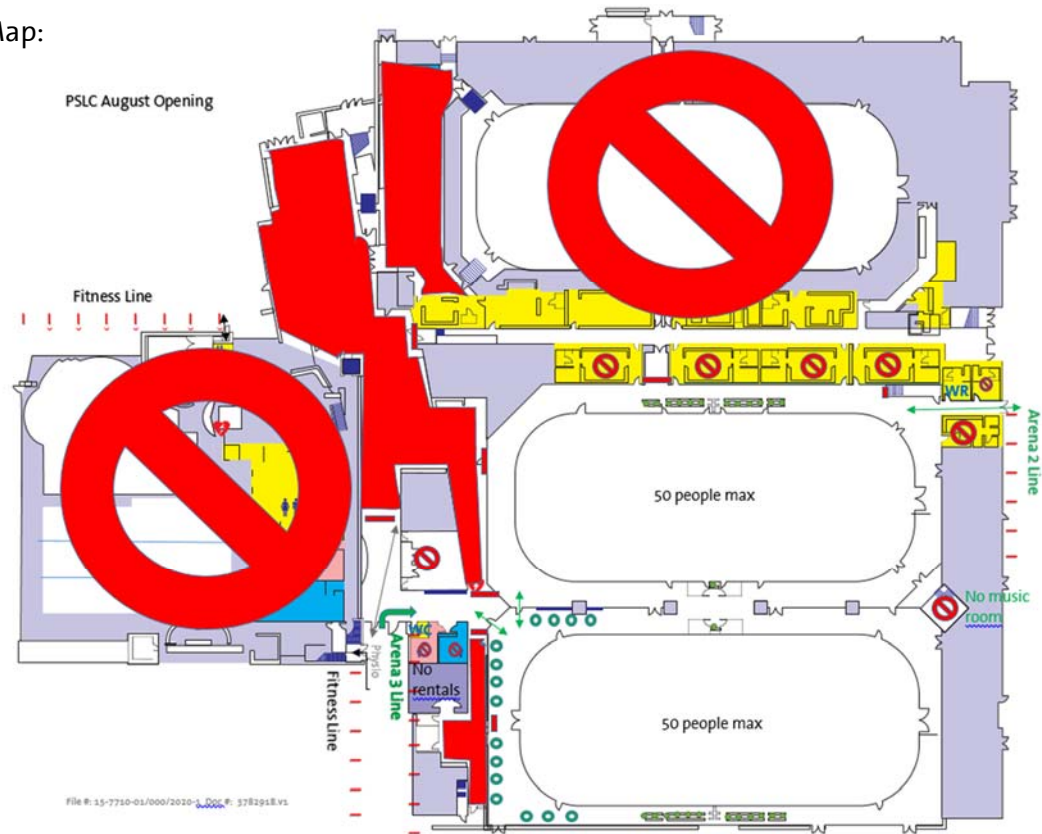 Map:
PSLC August Opening
Fitness Line
WR
Arena 2 Line
50 people max
No music
room
WC
Physio
Arena 3 Line
No
rentals
Fitness Line
50 people max
File #: 15-7710-01/000/2020-1 Doc #: 5782918.v1